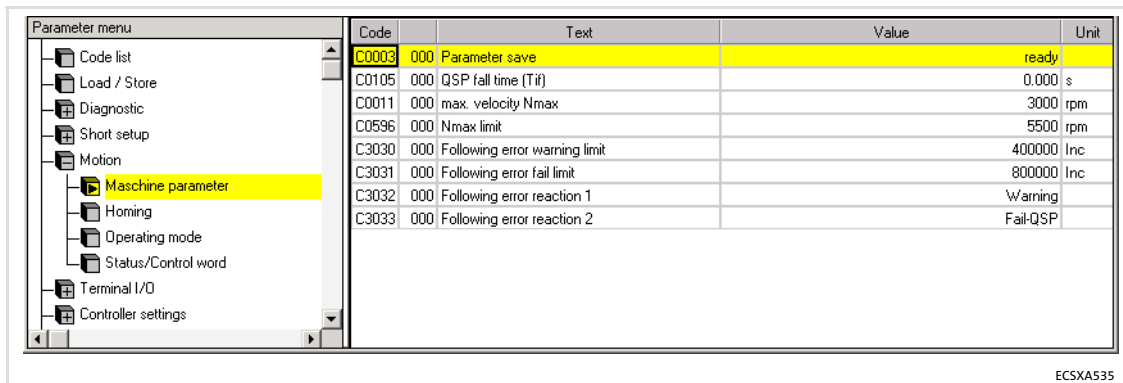 Parameter menu
Code list
Load / Store
Diagnostic
Short setup
Motion
Maschine parameter
Homing
Operating mode
Status/Control word
Terminal I/O
Controller settings
Code Text Value Unit
C0003 000 Parameter save ready
C0105 000 QSP fall time (Tif) 0.000 s
C0011 000 max. velocity Nmax 3000 rpm
C0596 000 Nmax limit 5500 rpm
C3030 000 Following error warning limit 400000 Inc
C3031 000 Following error fail limit 800000 Inc
C3032 000 Following error reaction 1 Warning
C3033 000 Following error reaction 2 Fail-QSP
ECSXA535